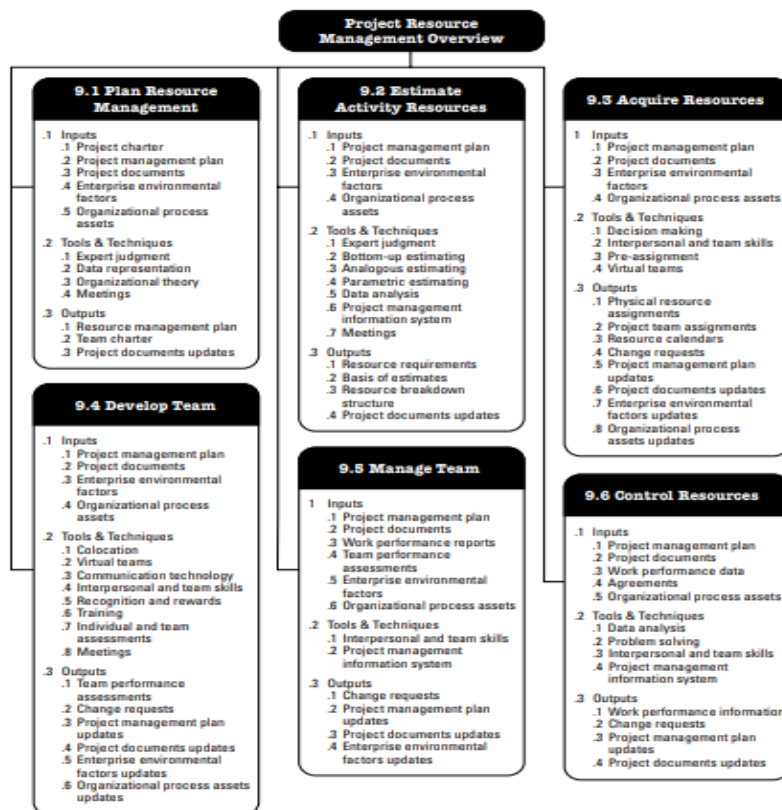 Project Resource
Management Overview
9.1 Plan Resource
Management
.1 Inputs
.1 Project charter
.2 Project management plan
.3 Project documents
.4 Enterprise environmental
factors
.5 Organizational process
assets
.2 Tools & Techniques
.1 Expert judgment
.2 Data representation
.3 Organizational theory
.4 Meetings
.3 Outputs
.1 Resource management plan
.2 Team charter
.3 Project documents updates
9.2 Estimate
Activity Resources
.1 Inputs
.1 Project management plan
.2 Project documents
.3 Enterprise environmental
factors
.4 Organizational process
assets
.2 Tools & Techniques
.1 Expert judgment
.2 Bottom-up estimating
.3 Analogous estimating
.4 Parametric estimating
.5 Data analysis
.6 Project management
information system
.7 Meetings
.3 Outputs
.1 Resource requirements
.2 Basis of estimates
.3 Resource breakdown
structure
.4 Project documents updates
9.3 Acquire Resources
1 Inputs
.1 Project management plan
.2 Project documents
.3 Enterprise environmental
factors
.4 Organizational process assets
.2 Tools & Techniques
.1 Decision making
.2 Interpersonal and team skills
.3 Pre-assignment
.4 Virtual teams
.3 Outputs
.1 Physical resource
assignments
.2 Project team assignments
.3 Resource calendars
.4 Change requests
.5 Project management plan
updates
.6 Project documents updates
.7 Enterprise environmental
factors updates
.8 Organizational process
assets updates
9.4 Develop Team
.1 Inputs
.1 Project management plan
.2 Project documents
.3 Enterprise environmental
factors
.4 Organizational process
assets
.2 Tools & Techniques
.1 Colocation
.2 Virtual teams
.3 Communication technology
.4 Interpersonal and team skills
.5 Recognition and rewards
.6 Training
.7 Individual and team
assessments
.8 Meetings
.3 Outputs
.1 Team performance
assessments
.2 Change requests
.3 Project management plan
updates
.4 Project documents updates
.5 Enterprise environmental
factors updates
.6 Organizational process assets
updates
9.5 Manage Team
1 Inputs
.1 Project management plan
.2 Project documents
.3 Work performance reports
.4 Team performance
assessments
.5 Enterprise environmental
factors
.6 Organizational process assets
.2 Tools & Techniques
.1 Interpersonal and team skills
.2 Project management
information system
.3 Outputs
.1 Change requests
.2 Project management plan
updates
.3 Project documents updates
.4 Enterprise environmental
factors updates
9.6 Control Resources
.1 Inputs
.1 Project management plan
.2 Project documents
.3 Work performance data
.4 Agreements
.5 Organizational process assets
.2 Tools & Techniques
.1 Data analysis
.2 Problem solving
.3 Interpersonal and team skills
.4 Project management
information system
.3 Outputs
.1 Work performance information
.2 Change requests
.3 Project management plan
updates
.4 Project documents updates